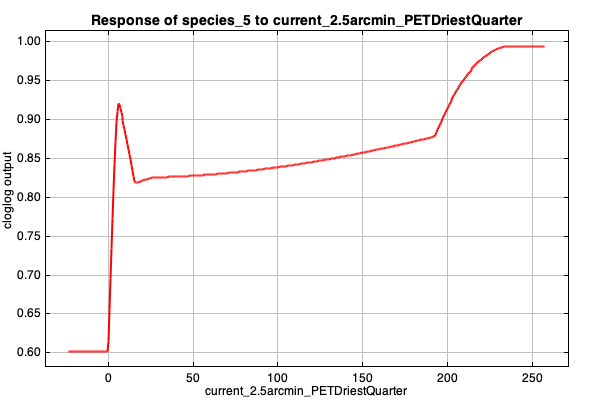 Response of species_5 to current_2.5arcmin_PETDriestQuarter
1.00
0.95
0.90
0.85
0.80
0.75
0.70
0.65
0.60
cloglog output
0 50 100 150 200 250
current_2.5arcmin_PETDriestQuarter